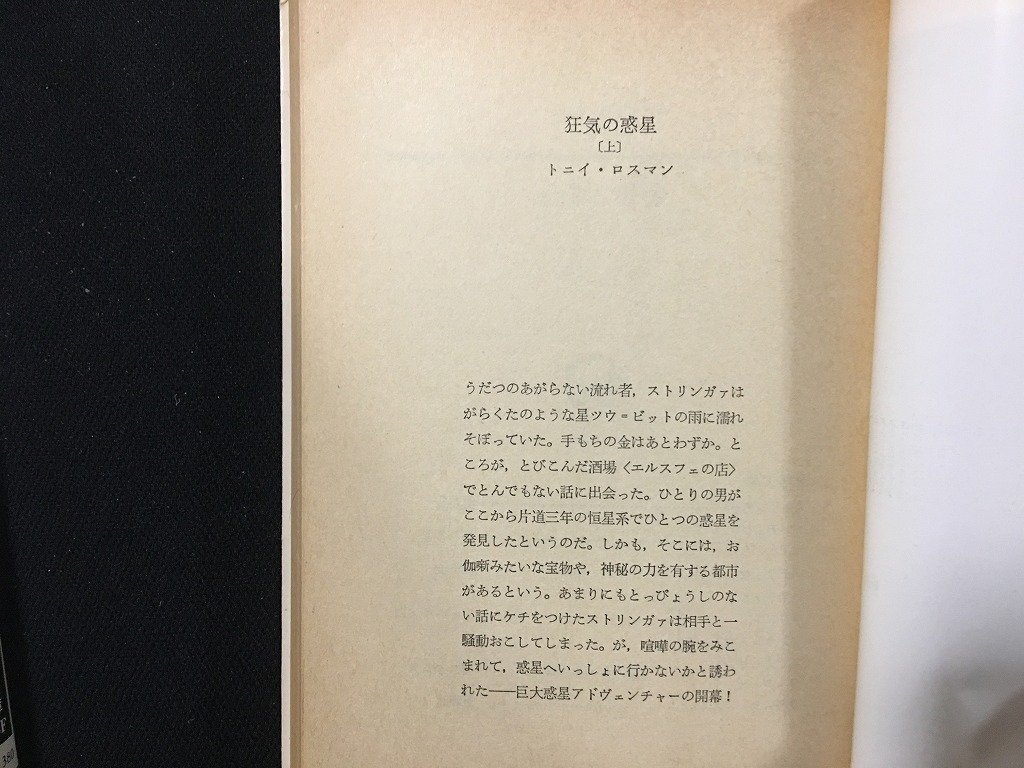 狂気の惑星
〔上〕
トニイ・ロスマン
うだつのあがらない流れ者，ストリンガァは
がらくたのような星ツウ＝ビットの雨に濡れ
そぼっていた。手もちの金はあとわずか。と
ころが，とびこんだ酒場〈エルスフェの店〉
でとんでもない話に出会った。ひとりの男が
ここから片道三年の恒星系でひとつの惑星を
発見したというのだ。しかも，そこには，お
伽噺みたいな宝物や，神秘の力を有する都市
があるという。あまりにもとっぴょうしのな
い話にケチをつけたストリンガァは相手と一
騒動おこしてしまった。が，喧嘩の腕をみこ
まれて，惑星へいっしょに行かないかと誘わ
れた――巨大惑星アドヴェンチャーの開幕！
F
380